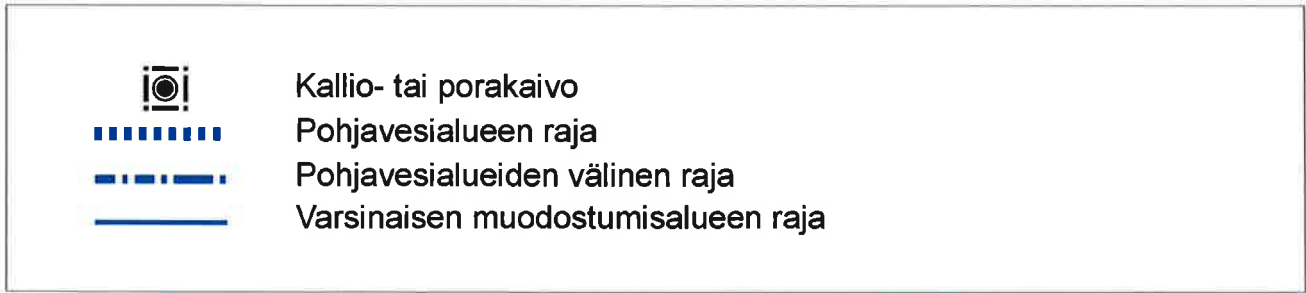 Kallio- tai porakaivo
Pohjavesialueen raja
Pohjavesialueiden välinen raja
Varsinaisen muodostumisalueen raja